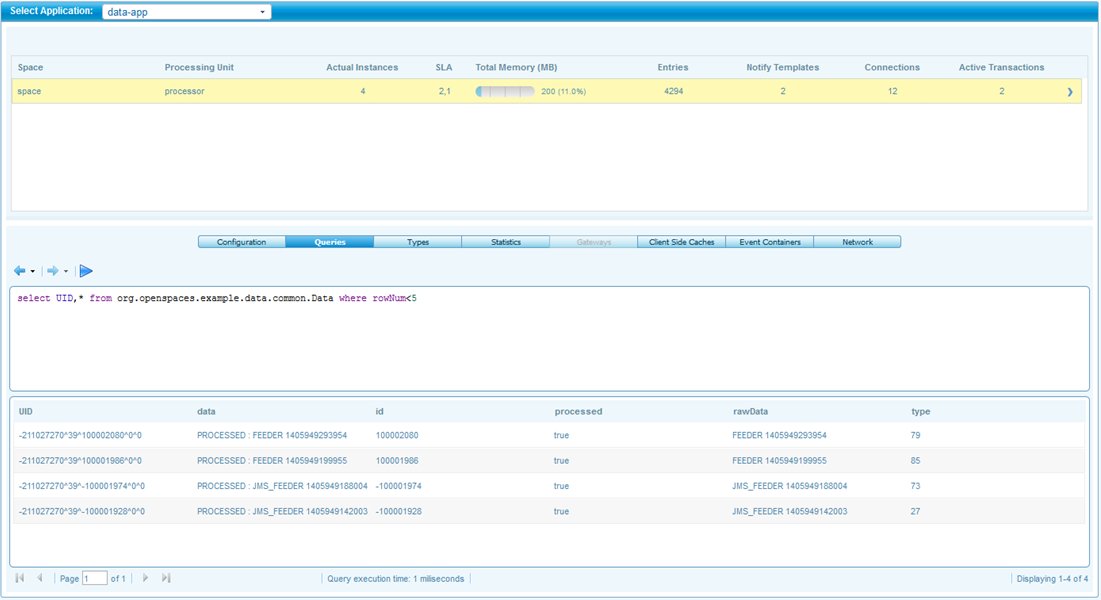 Select Application: data-app
Space Processing Unit Actual Instances SLA Total Memory (MB) Entries Notify Templates Connections Active Transactions
space processor 4 2,1 200 (11.0%) 4294 2 12 2
Configuration Queries Types Statistics Gateways Client Side Caches Event Containers Network
select UID,* from org.openspaces.example.data.common.Data where rowNum<5
UID data id processed rawData type
-211027270^39^100002080^0^0 PROCESSED : FEEDER 1405949293954 100002080 true FEEDER 1405949293954 79
-211027270^39^100001986^0^0 PROCESSED : FEEDER 1405949199955 100001986 true FEEDER 1405949199955 85
-211027270^39^-100001974^0^0 PROCESSED : JMS_FEEDER 1405949188004 -100001974 true JMS_FEEDER 1405949188004 73
-211027270^39^-100001928^0^0 PROCESSED : JMS_FEEDER 1405949142003 -100001928 true JMS_FEEDER 1405949142003 27
Page 1 of 1 Query execution time: 1 miliseconds Displaying 1-4 of 4